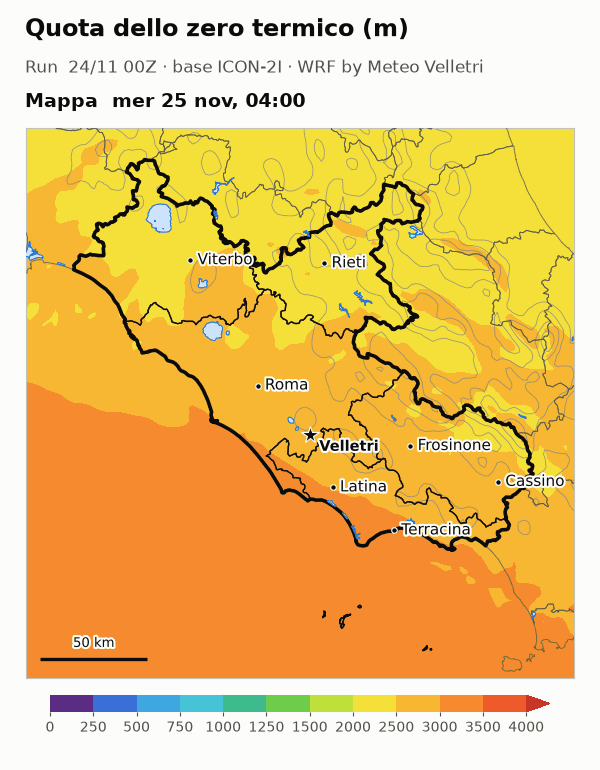 Quota dello zero termico (m)
Run  24/11 00Z · base ICON-2I · WRF by Meteo Velletri
Mappa  mer 25 nov, 04:00
Viterbo
Rieti
Roma
Velletri
Frosinone
Cassino
Latina
Terracina
50 km
0 250 500 750 1000 1250 1500 2000 2500 3000 3500 4000